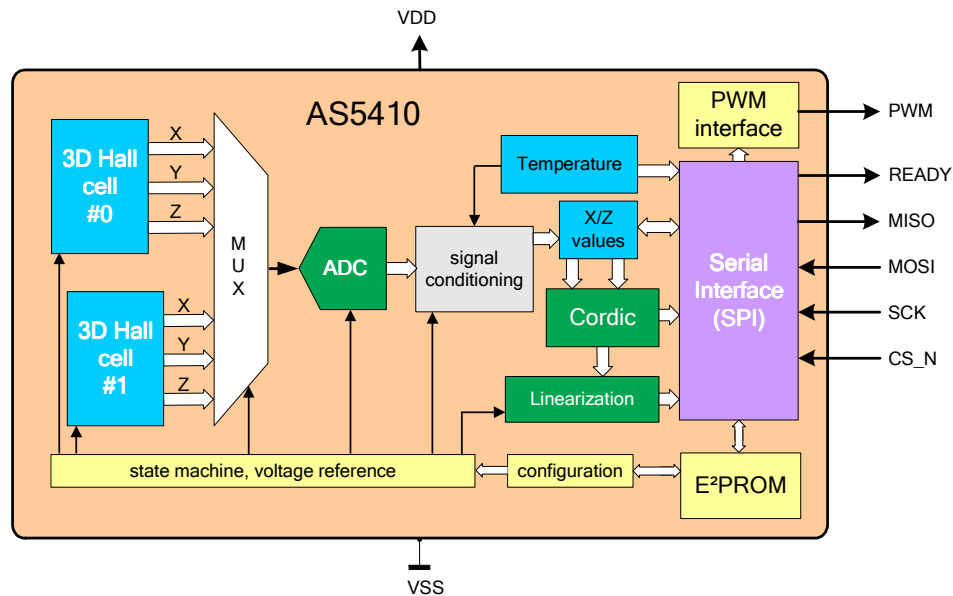 VDD
AS5410
PWM
interface
PWM
3D Hall
cell
#0
X
Y
Z
MUX
Temperature
READY
X/Z
values
MISO
ADC
signal
conditioning
Serial
Interface
(SPI)
MOSI
3D Hall
cell
#1
X
Y
Z
Cordic
SCK
CS_N
Linearization
state machine, voltage reference
configuration
E²PROM
VSS